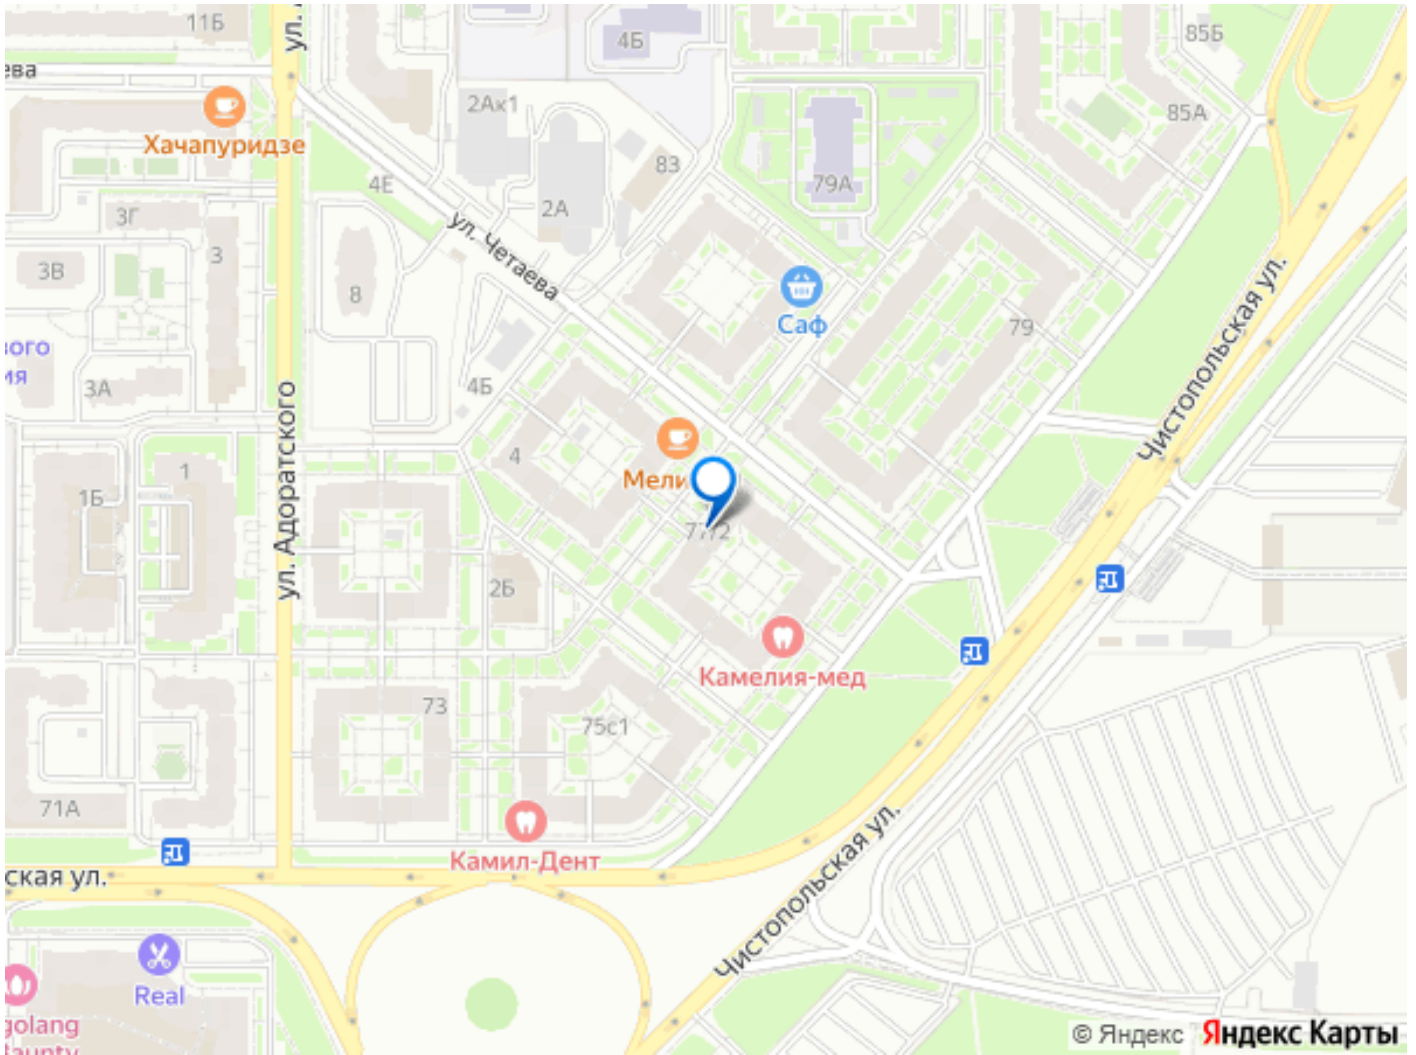 11Б
ул.
4Б
85Б
ева
2Ак1
85А
Хачапуридзе
83
4Е
79А
2А
3Г
ул. Четаева
3
3В
8
Саф
79
Чистопольская ул.
3А
4Б
ул. Адоратского
4
1
1Б
Мели
77/2
2Б
Камелия-мед
73
75с1
71А
Камил-Дент
ская ул.
Чистопольская ул.
Real
golang
© Яндекс Яндекс Карты